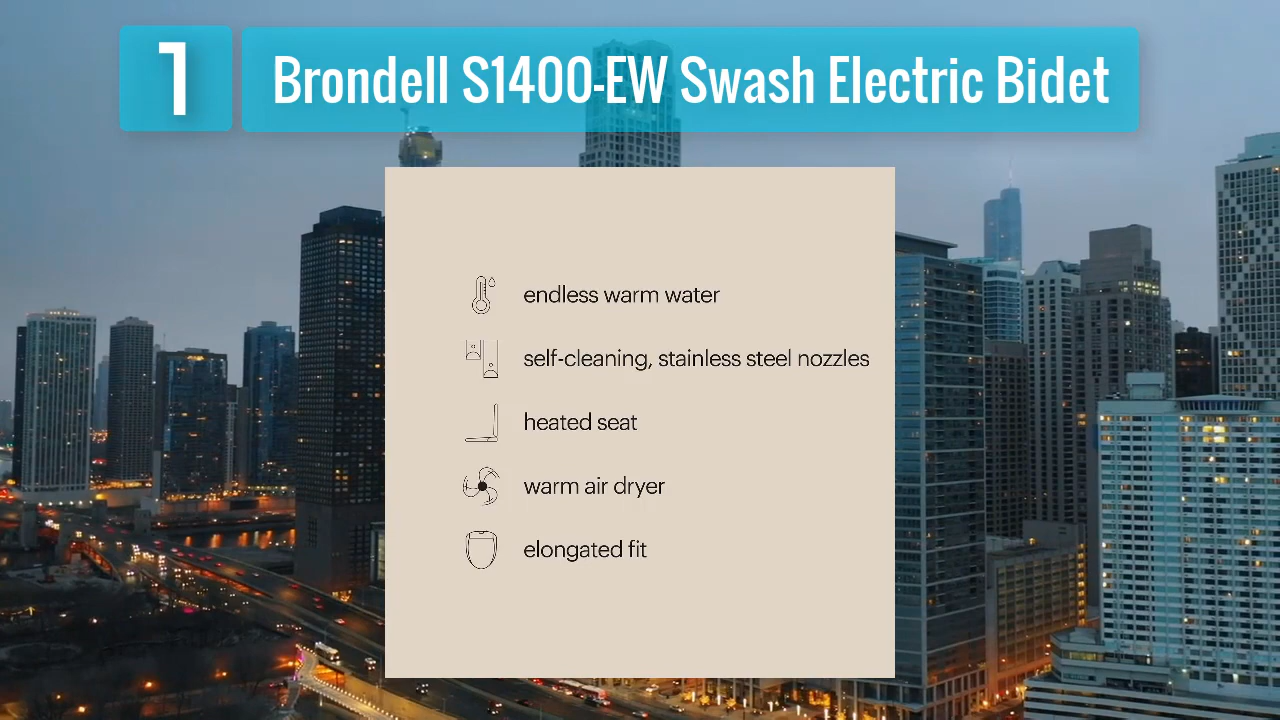 1
Brondell S1400-EW Swash Electric Bidet
endless warm water
self-cleaning, stainless steel nozzles
heated seat
warm air dryer
elongated fit